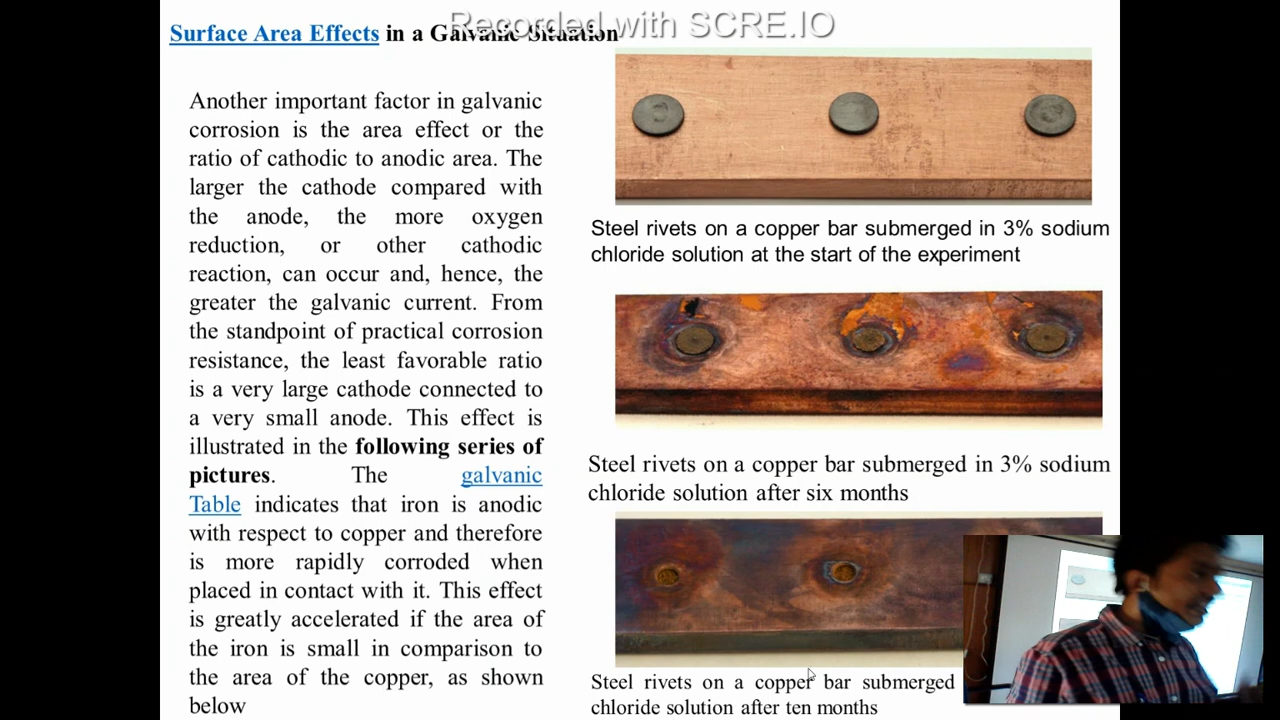 Recorded with SCRE.IO
Surface Area Effects in a Galvanic Situation
Another important factor in galvanic
corrosion is the area effect or the
ratio of cathodic to anodic area. The
larger the cathode compared with
the anode, the more oxygen
reduction, or other cathodic
reaction, can occur and, hence, the
greater the galvanic current. From
the standpoint of practical corrosion
resistance, the least favorable ratio
is a very large cathode connected to
a very small anode. This effect is
illustrated in the following series of
pictures. The galvanic
Table indicates that iron is anodic
with respect to copper and therefore
is more rapidly corroded when
placed in contact with it. This effect
is greatly accelerated if the area of
the iron is small in comparison to
the area of the copper, as shown
below
Steel rivets on a copper bar submerged in 3% sodium
chloride solution at the start of the experiment
Steel rivets on a copper bar submerged in 3% sodium
chloride solution after six months
Steel rivets on a copper bar submerged
chloride solution after ten months